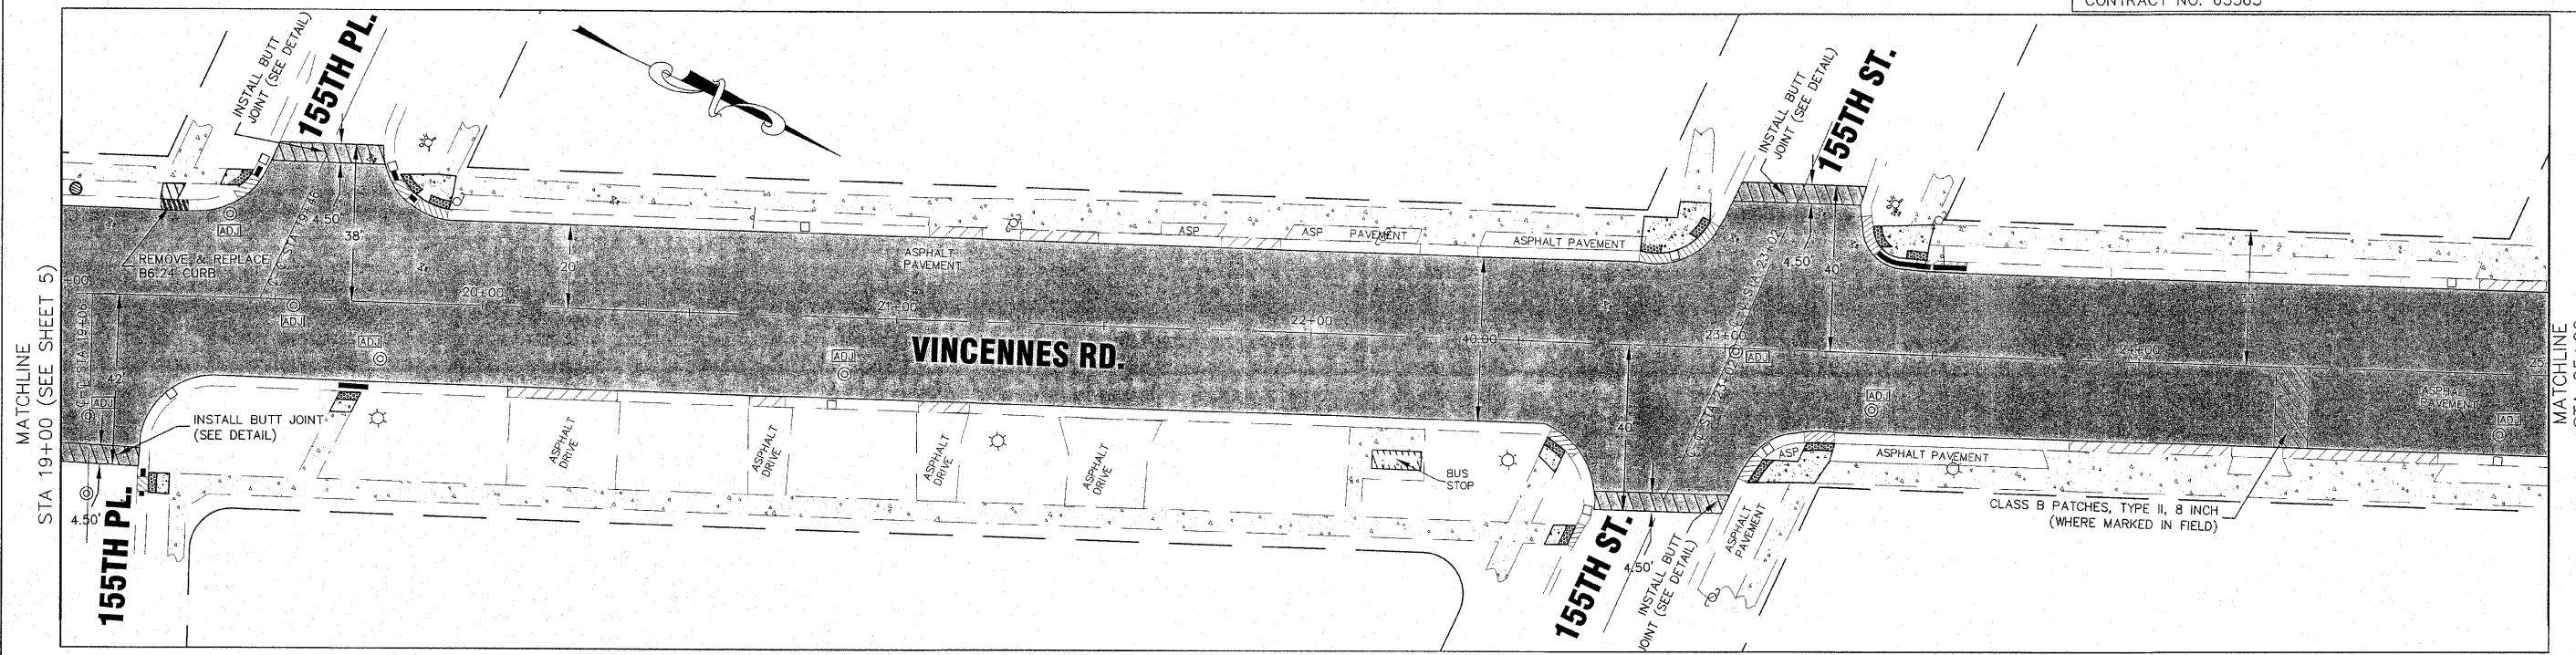 CONTRACT NO. 63563
MATCHLINE
STA 19+00 (SEE SHEET 5)
INSTALL BUTT
JOINT (SEE DETAIL)
155TH PL.
INSTALL BUTT
JOINT (SEE DETAIL)
155TH ST.
ADJ
4.50'
38'
REMOVE & REPLACE
B6.24 CURB
20'
ASPHALT
PAVEMENT
ASP
ASP PAVEMENT
ASPHALT PAVEMENT
4.50'
40'
33'
+00
20+00
21+00
22+00
23+00
24+00
25
40.00
VINCENNES RD.
ADJ
ADJ
ADJ
ADJ
ADJ
ADJ
ADJ
42'
INSTALL BUTT JOINT
(SEE DETAIL)
4.50'
155TH PL.
ASPHALT
DRIVE
ASPHALT
DRIVE
ASPHALT
DRIVE
ASPHALT
DRIVE
BUS
STOP
40'
155TH ST.
4.50'
INSTALL BUTT
JOINT (SEE DETAIL)
ASP
ASPHALT PAVEMENT
ASPHALT
PAVEMENT
CLASS B PATCHES, TYPE II, 8 INCH
(WHERE MARKED IN FIELD)
ASPHALT
PAVEMENT
MATCHLINE